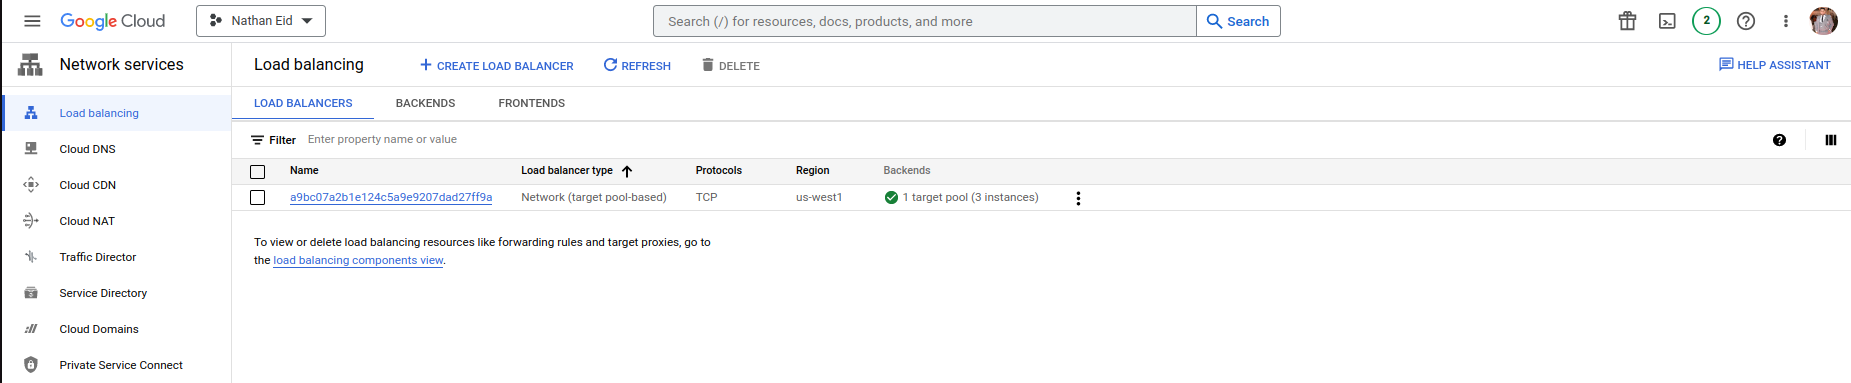 Google Cloud
Nathan Eid
Search (/) for resources, docs, products, and more
Search
2
Network services
Load balancing
CREATE LOAD BALANCER
REFRESH
DELETE
HELP ASSISTANT
Load balancing
Cloud DNS
Cloud CDN
Cloud NAT
Traffic Director
Service Directory
Cloud Domains
Private Service Connect
LOAD BALANCERS
BACKENDS
FRONTENDS
Filter Enter property name or value
Name Load balancer type Protocols Region Backends
a9bc07a2b1e124c5a9e9207dad27ff9a Network (target pool-based) TCP us-west1 1 target pool (3 instances)
To view or delete load balancing resources like forwarding rules and target proxies, go to
the load balancing components view.